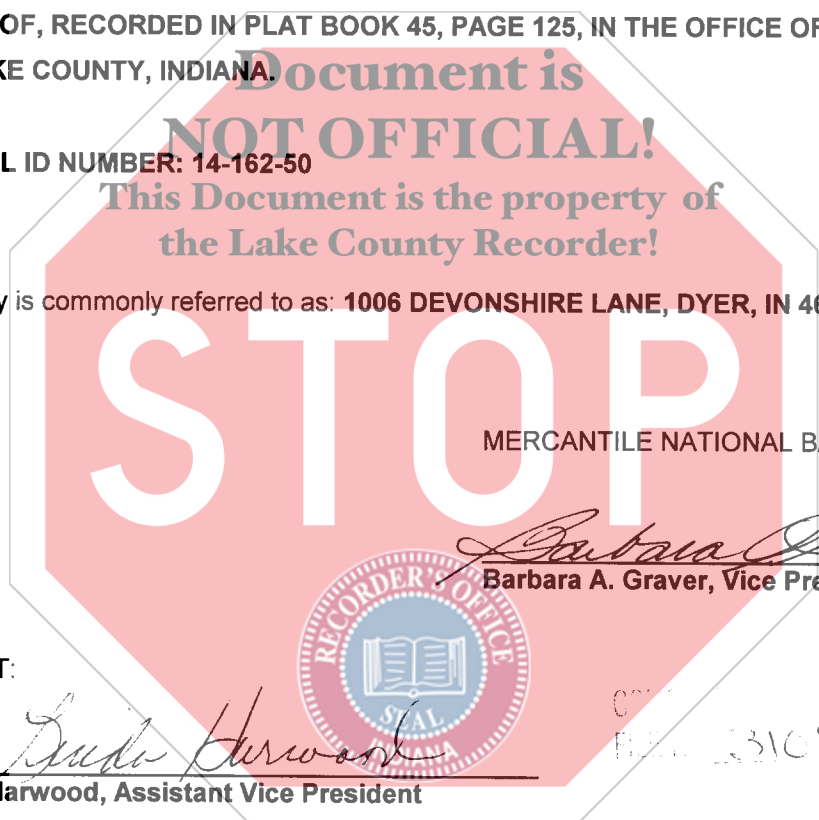 OF, RECORDED IN PLAT BOOK 45, PAGE 125, IN THE OFFICE OF
KE COUNTY, INDIANA.
Document is
NOT OFFICIAL!
L ID NUMBER: 14-162-50
This Document is the property of
the Lake County Recorder!
y is commonly referred to as: 1006 DEVONSHIRE LANE, DYER, IN 46
STOP
MERCANTILE NATIONAL BA
Barbara
Barbara A. Graver, Vice Pre
RECORDER'S OFFICE
SEAL
INDIANA
T:
Linda Harwood
Harwood, Assistant Vice President